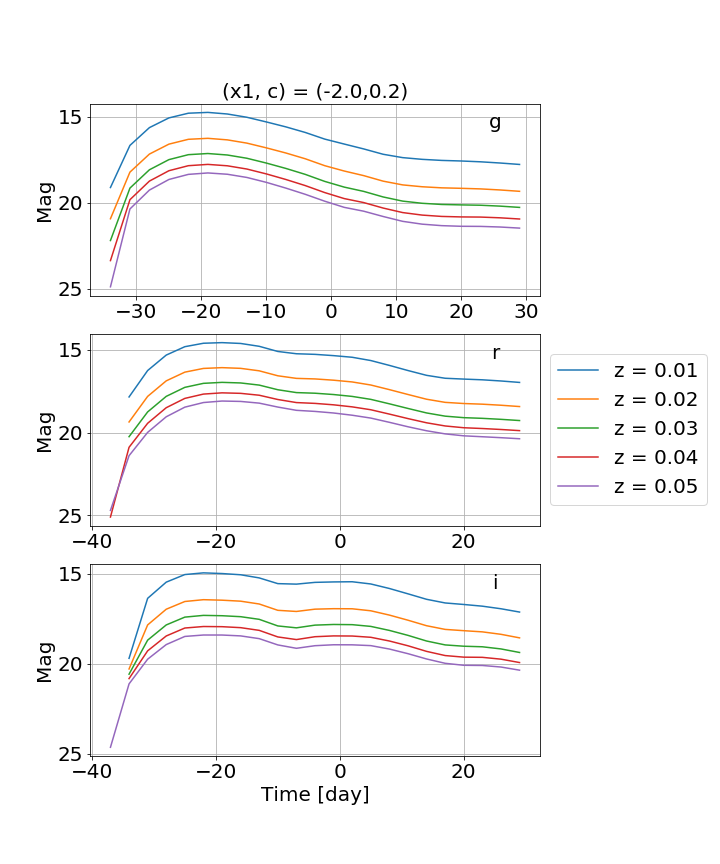 (x1, c) = (-2.0,0.2)
g
Mag
15
20
25
−30 −20 −10 0 10 20 30
r
Mag
15
20
25
−40 −20 0 20
z = 0.01
z = 0.02
z = 0.03
z = 0.04
z = 0.05
i
Mag
15
20
25
−40 −20 0 20
Time [day]